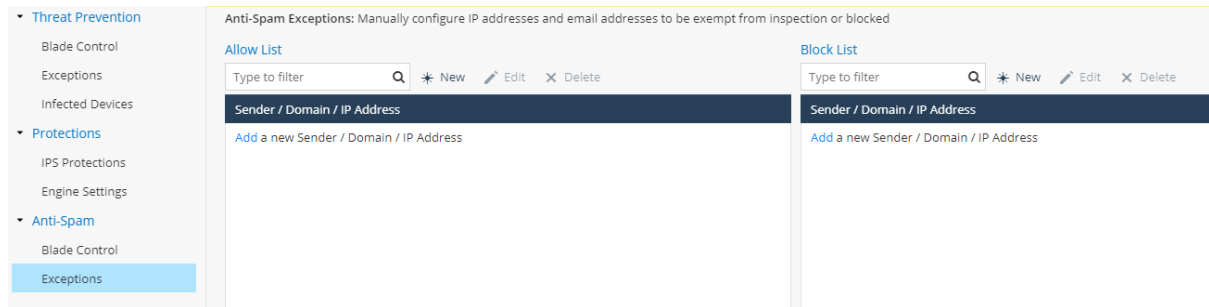 Threat Prevention
Blade Control
Exceptions
Infected Devices
Protections
IPS Protections
Engine Settings
Anti-Spam
Blade Control
Exceptions
Anti-Spam Exceptions: Manually configure IP addresses and email addresses to be exempt from inspection or blocked
Allow List
Type to filter New Edit Delete
Sender / Domain / IP Address
Add a new Sender / Domain / IP Address
Block List
Type to filter New Edit Delete
Sender / Domain / IP Address
Add a new Sender / Domain / IP Address